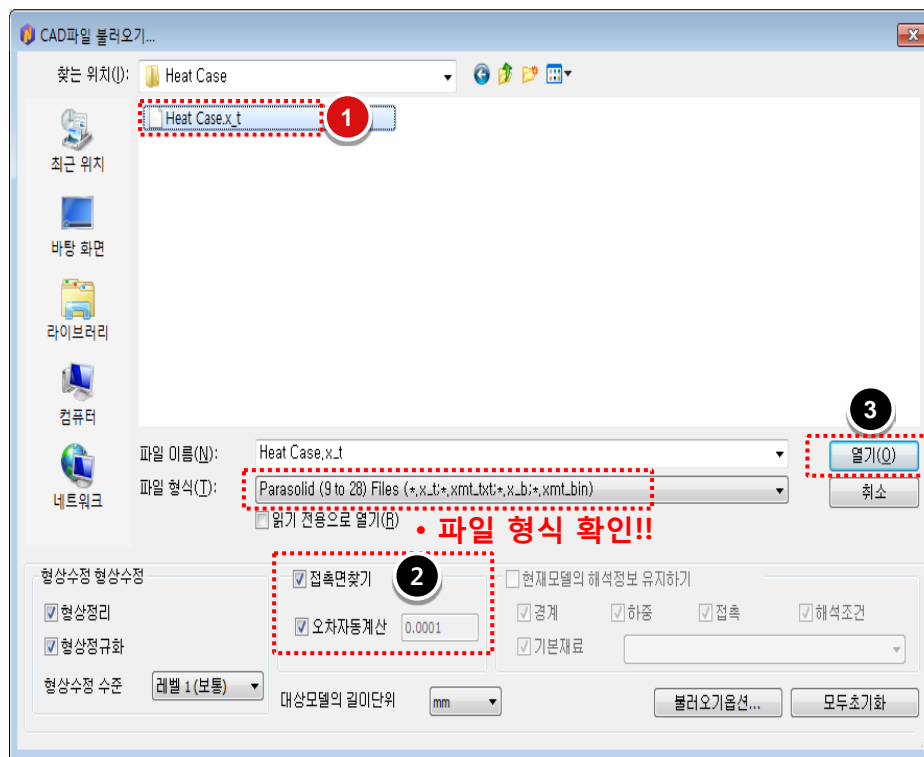 CAD파일 불러오기...
찾는 위치(I):
Heat Case
Heat Case.x_t
1
최근 위치
바탕 화면
라이브러리
컴퓨터
네트워크
3
파일 이름(N):
Heat Case.x_t
열기(O)
파일 형식(T):
Parasolid (9 to 28) Files (*.x_t;*.xmt_txt;*.x_b;*.xmt_bin)
취소
읽기 전용으로 열기(R)
• 파일 형식 확인!!
형상수정 형상수정
형상정리
형상정규화
형상수정 수준
레벨 1(보통)
접촉면찾기
2
오차자동계산
0.0001
현재모델의 해석정보 유지하기
경계
하중
접촉
해석조건
기본재료
대상모델의 길이단위
mm
불러오기옵션...
모두초기화